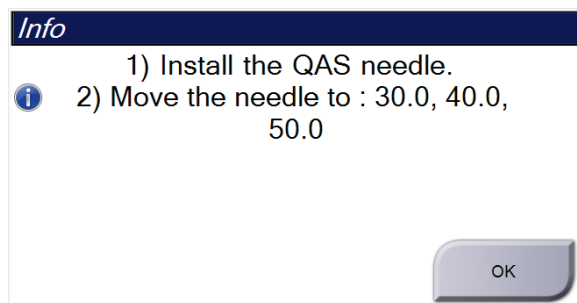 Info
1) Install the QAS needle.
2) Move the needle to : 30.0, 40.0,
50.0
OK